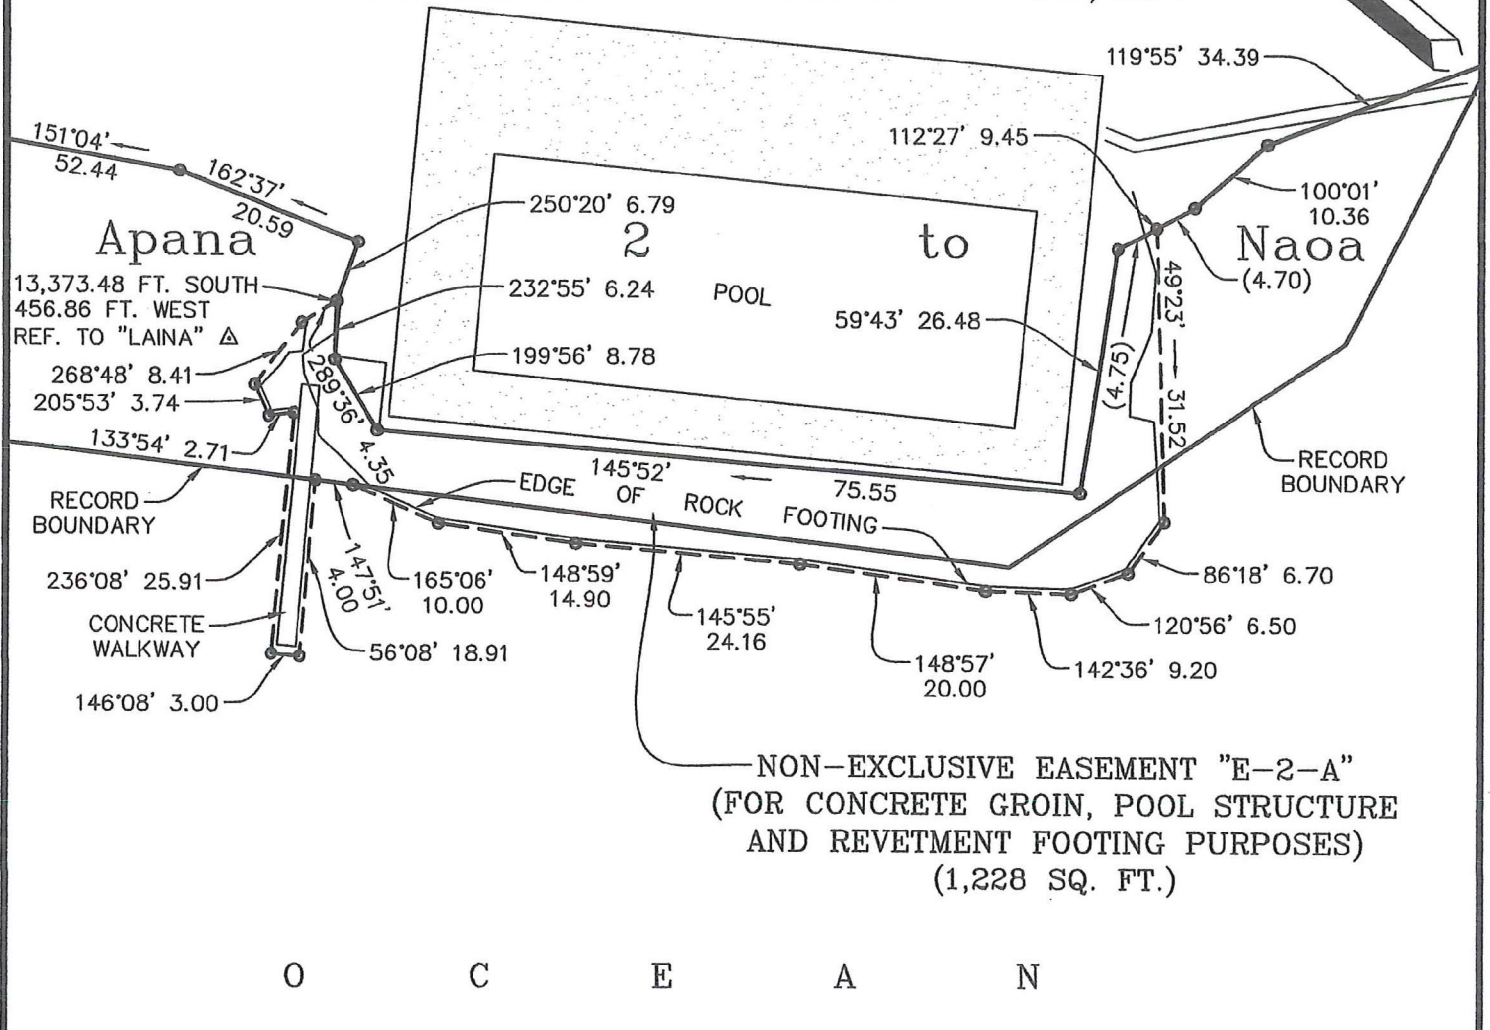 119°55' 34.39
151°04'
52.44
162°37'
20.59
112°27' 9.45
100°01'
10.36
250°20' 6.79
Apana 2 to Naoa
13,373.48 FT. SOUTH
456.86 FT. WEST
REF. TO "LAINA"
232°55' 6.24
POOL
59°43' 26.48
(4.70)
49°23'
31.52
(4.75)
199°56' 8.78
289°36'
4.35
268°48' 8.41
205°53' 3.74
133°54' 2.71
145°52'
75.55
RECORD
BOUNDARY
EDGE OF ROCK FOOTING
RECORD
BOUNDARY
236°08' 25.91
147°51'
4.00
165°06'
10.00
148°59'
14.90
86°18' 6.70
CONCRETE
WALKWAY
56°08' 18.91
145°55'
24.16
120°56' 6.50
148°57'
20.00
142°36' 9.20
146°08' 3.00
NON-EXCLUSIVE EASEMENT "E-2-A"
(FOR CONCRETE GROIN, POOL STRUCTURE
AND REVETMENT FOOTING PURPOSES)
(1,228 SQ. FT.)
O C E A N